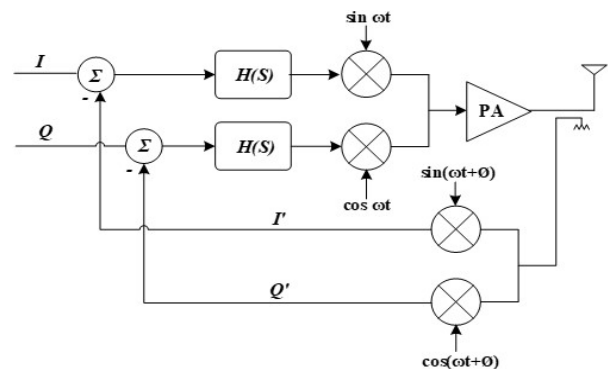 sin ωt
I
Σ
-
H(S)
PA
Q
Σ
-
H(S)
cos ωt
sin(ωt+Ø)
I'
Q'
cos(ωt+Ø)